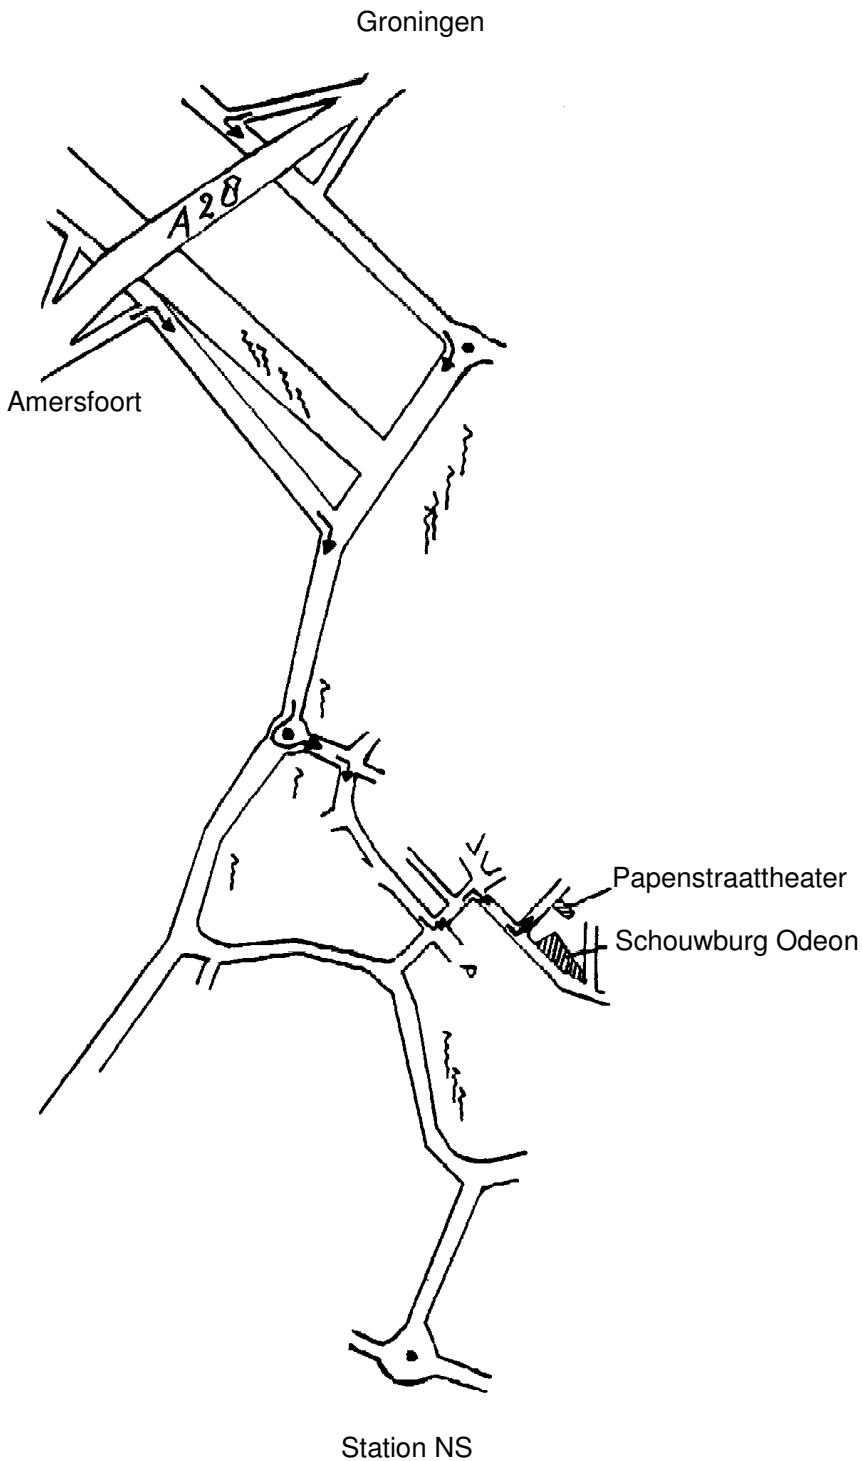 Groningen
A28
Amersfoort
Papenstraattheater
Schouwburg Odeon
P
Station NS